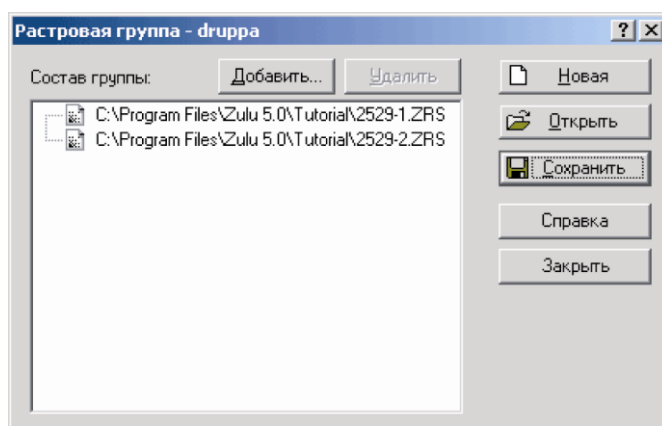 Растровая группа - druppa
Состав группы:
Добавить...
Удалить
C:\Program Files\Zulu 5.0\Tutorial\2529-1.ZRS
C:\Program Files\Zulu 5.0\Tutorial\2529-2.ZRS
Новая
Открыть
Сохранить
Справка
Закрыть